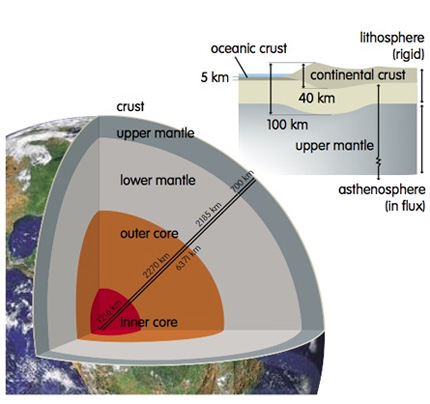 lithosphere
(rigid)
oceanic crust
5 km
continental crust
40 km
100 km
upper mantle
asthenosphere
(in flux)
crust
upper mantle
lower mantle
700 km
2185 km
outer core
2270 km
6371 km
1216 km
inner core